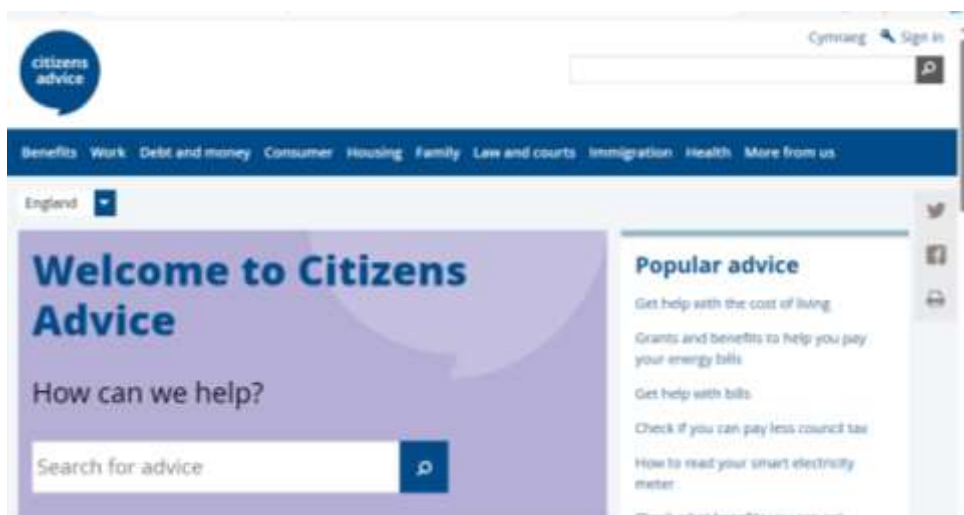 citizens
advice
Cymraeg Sign in
Benefits Work Debt and money Consumer Housing Family Law and courts Immigration Health More from us
England
Welcome to Citizens
Advice
How can we help?
Search for advice
Popular advice
Get help with the cost of living
Grants and benefits to help you pay
your energy bills
Get help with bills
Check if you can pay less council tax
How to read your smart electricity
meter